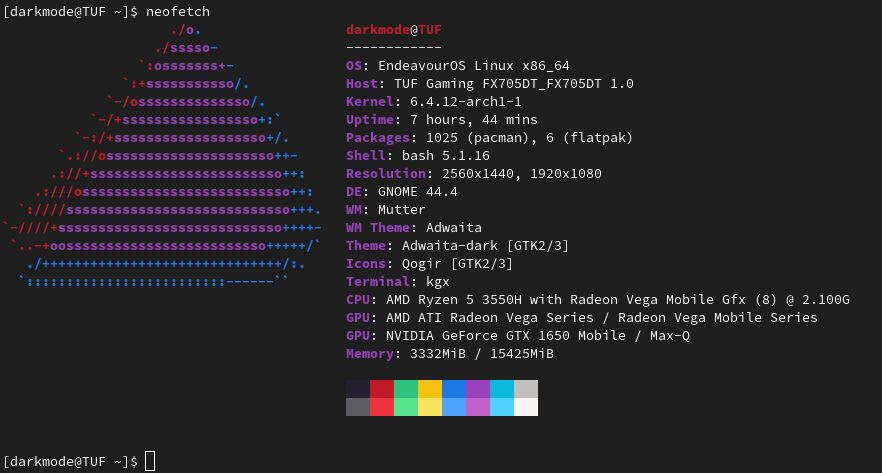 [darkmode@TUF ~]$ neofetch
                     ./o.                   darkmode@TUF
                   ./sssso-                 ------------
                 `:osssssss+-               OS: EndeavourOS Linux x86_64
               `:+sssssssssso/.             Host: TUF Gaming FX705DT_FX705DT 1.0
             `-/ossssssssssssso/.           Kernel: 6.4.12-arch1-1
           `-/+sssssssssssssssso+:`         Uptime: 7 hours, 44 mins
         `-:/+sssssssssssssssssso+/.        Packages: 1025 (pacman), 6 (flatpak)
       `.://osssssssssssssssssssso++-       Shell: bash 5.1.16
      .://+ssssssssssssssssssssssso++:      Resolution: 2560x1440, 1920x1080
    .:///ossssssssssssssssssssssssso++:     DE: GNOME 44.4
  `:////ssssssssssssssssssssssssssso+++.    WM: Mutter
`-////+ssssssssssssssssssssssssssso++++-    WM Theme: Adwaita
 `..-+oosssssssssssssssssssssssso+++++/`    Theme: Adwaita-dark [GTK2/3]
   ./++++++++++++++++++++++++++++++/:.      Icons: Qogir [GTK2/3]
  `:::::::::::::::::::::::::------``        Terminal: kgx
                                            CPU: AMD Ryzen 5 3550H with Radeon Vega Mobile Gfx (8) @ 2.100G
                                            GPU: AMD ATI Radeon Vega Series / Radeon Vega Mobile Series
                                            GPU: NVIDIA GeForce GTX 1650 Mobile / Max-Q
                                            Memory: 3332MiB / 15425MiB
[darkmode@TUF ~]$